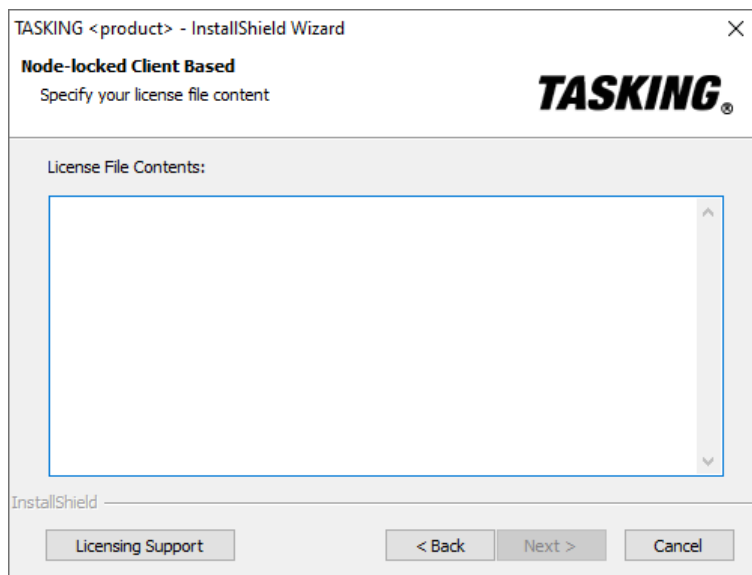 TASKING <product> - InstallShield Wizard
Node-locked Client Based
Specify your license file content
TASKING®
License File Contents:
InstallShield
Licensing Support
< Back
Next >
Cancel